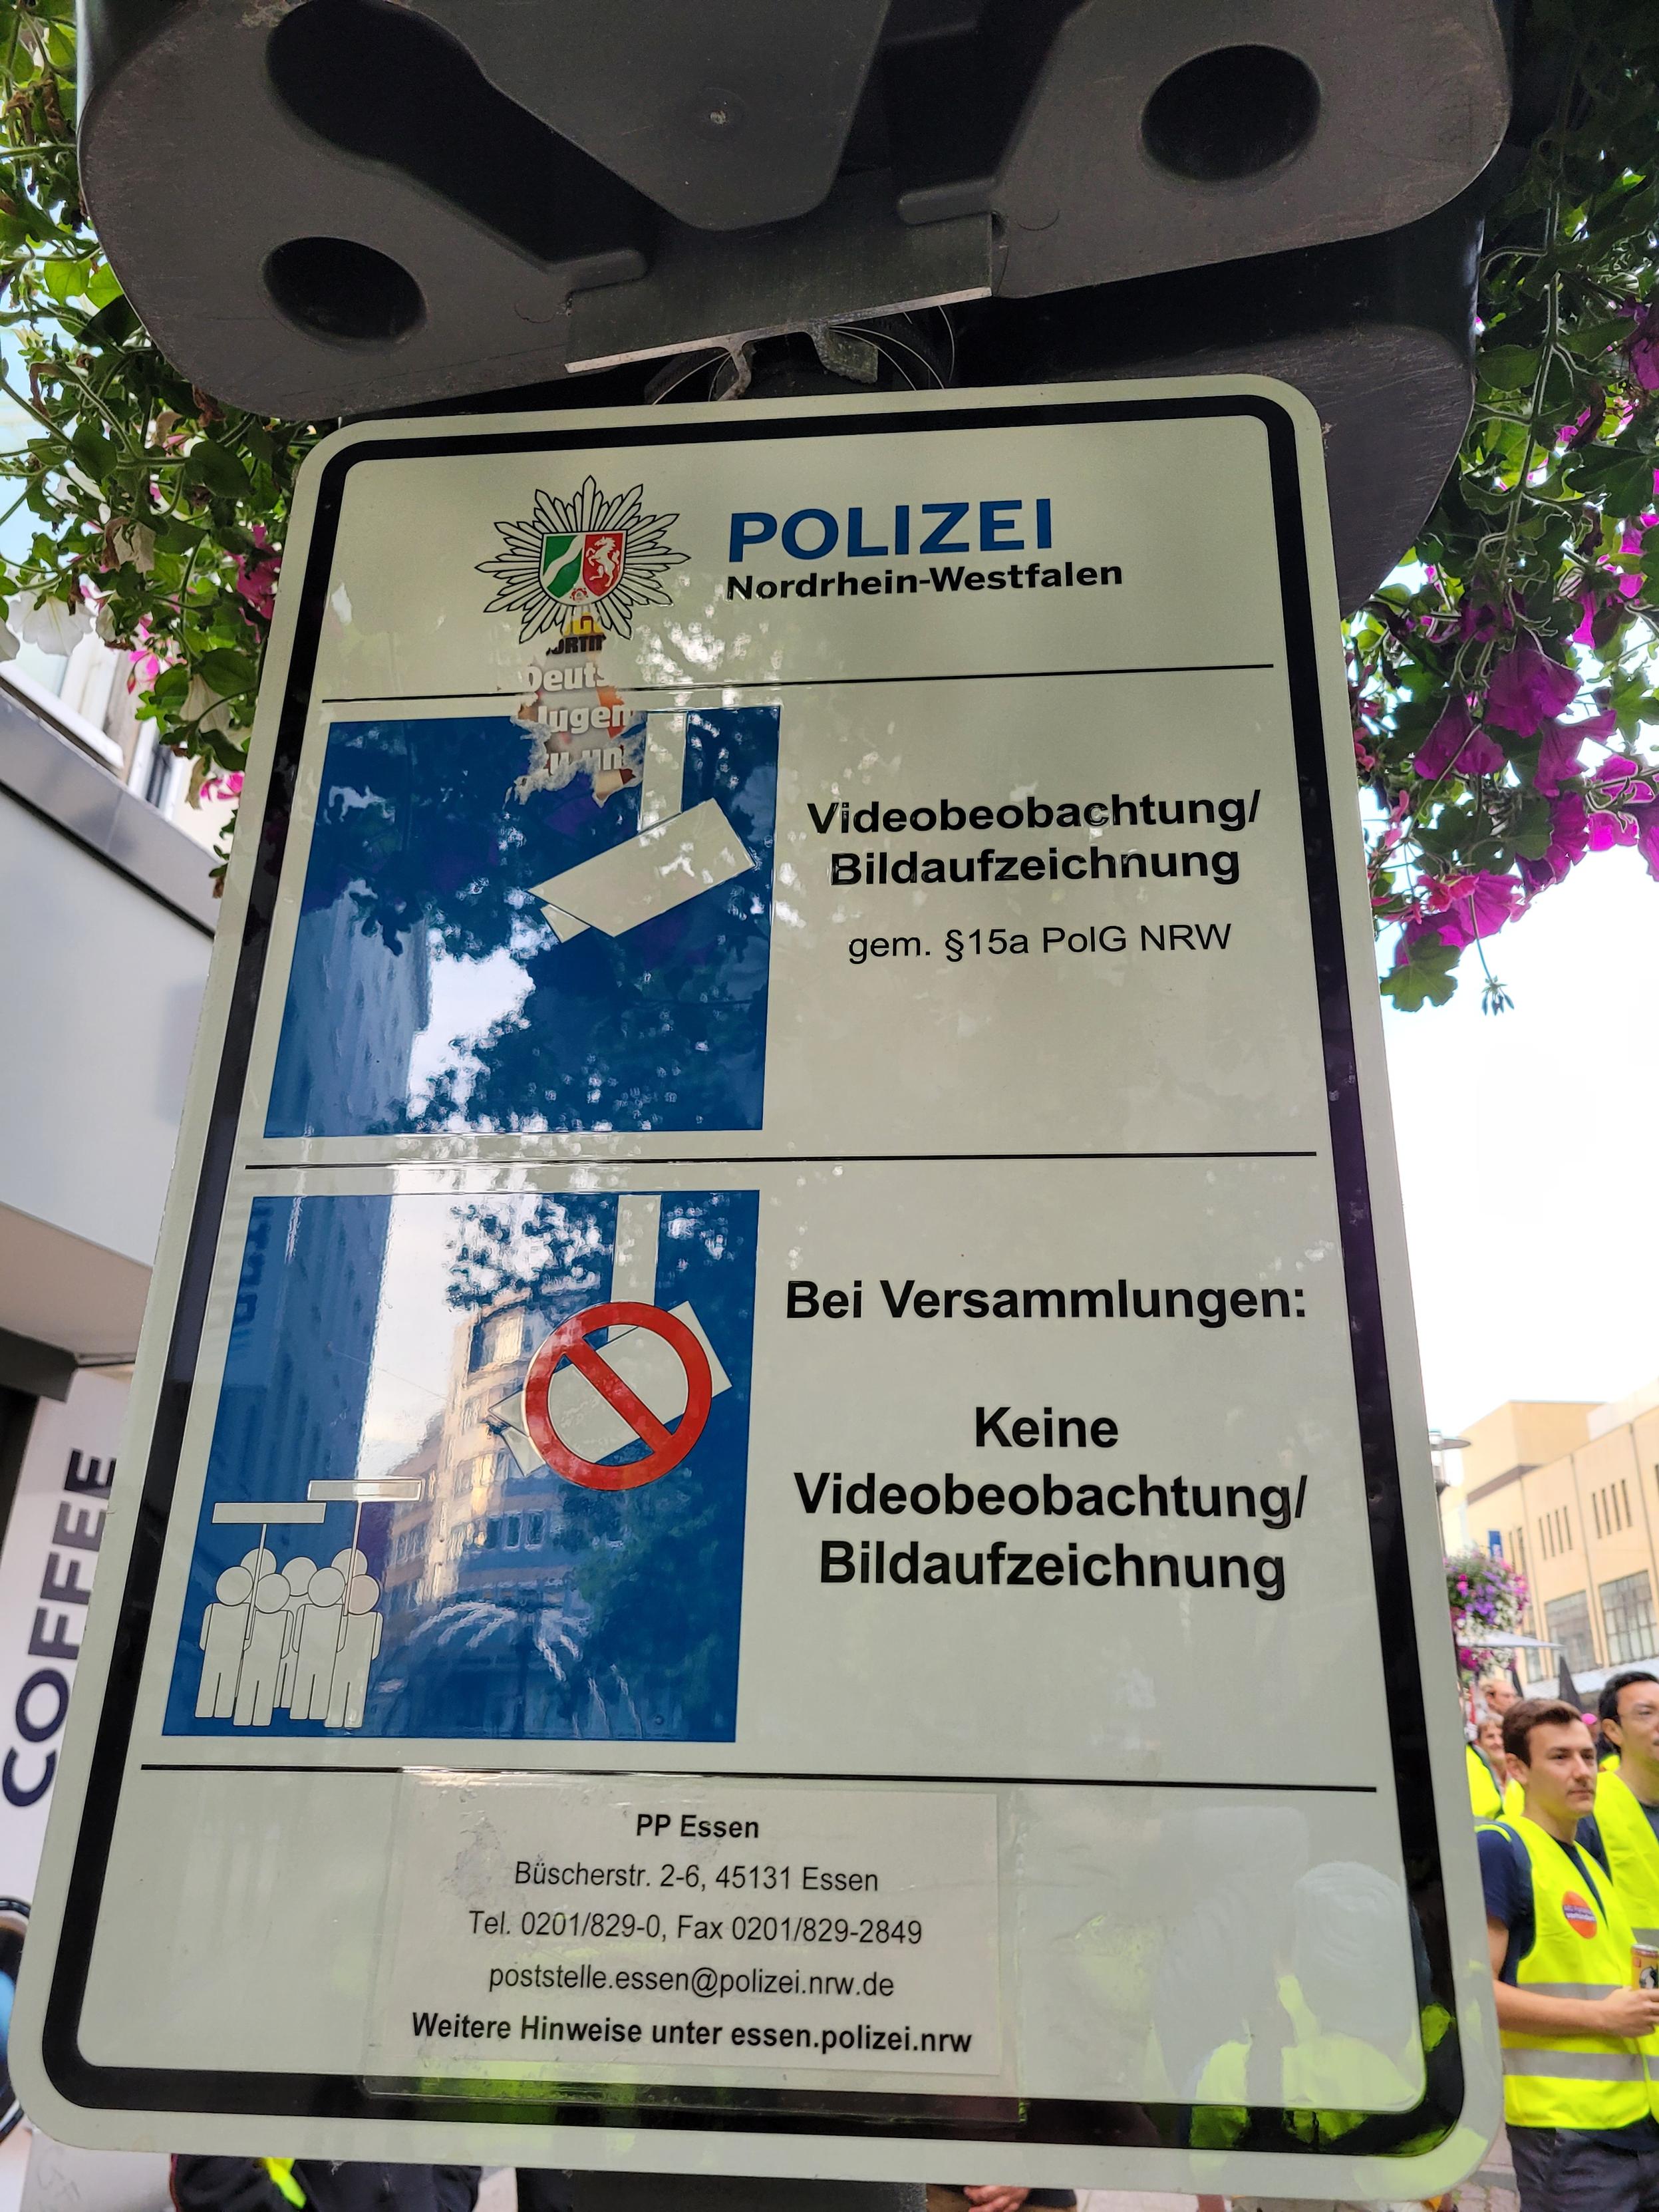 POLIZEI
Nordrhein-Westfalen
Videobeobachtung/
Bildaufzeichnung
gem. §15a PolG NRW
Bei Versammlungen:
Keine
Videobeobachtung/
Bildaufzeichnung
PP Essen
Büscherstr. 2-6, 45131 Essen
Tel. 0201/829-0, Fax 0201/829-2849
poststelle.essen@polizei.nrw.de
Weitere Hinweise unter essen.polizei.nrw
COFFEE